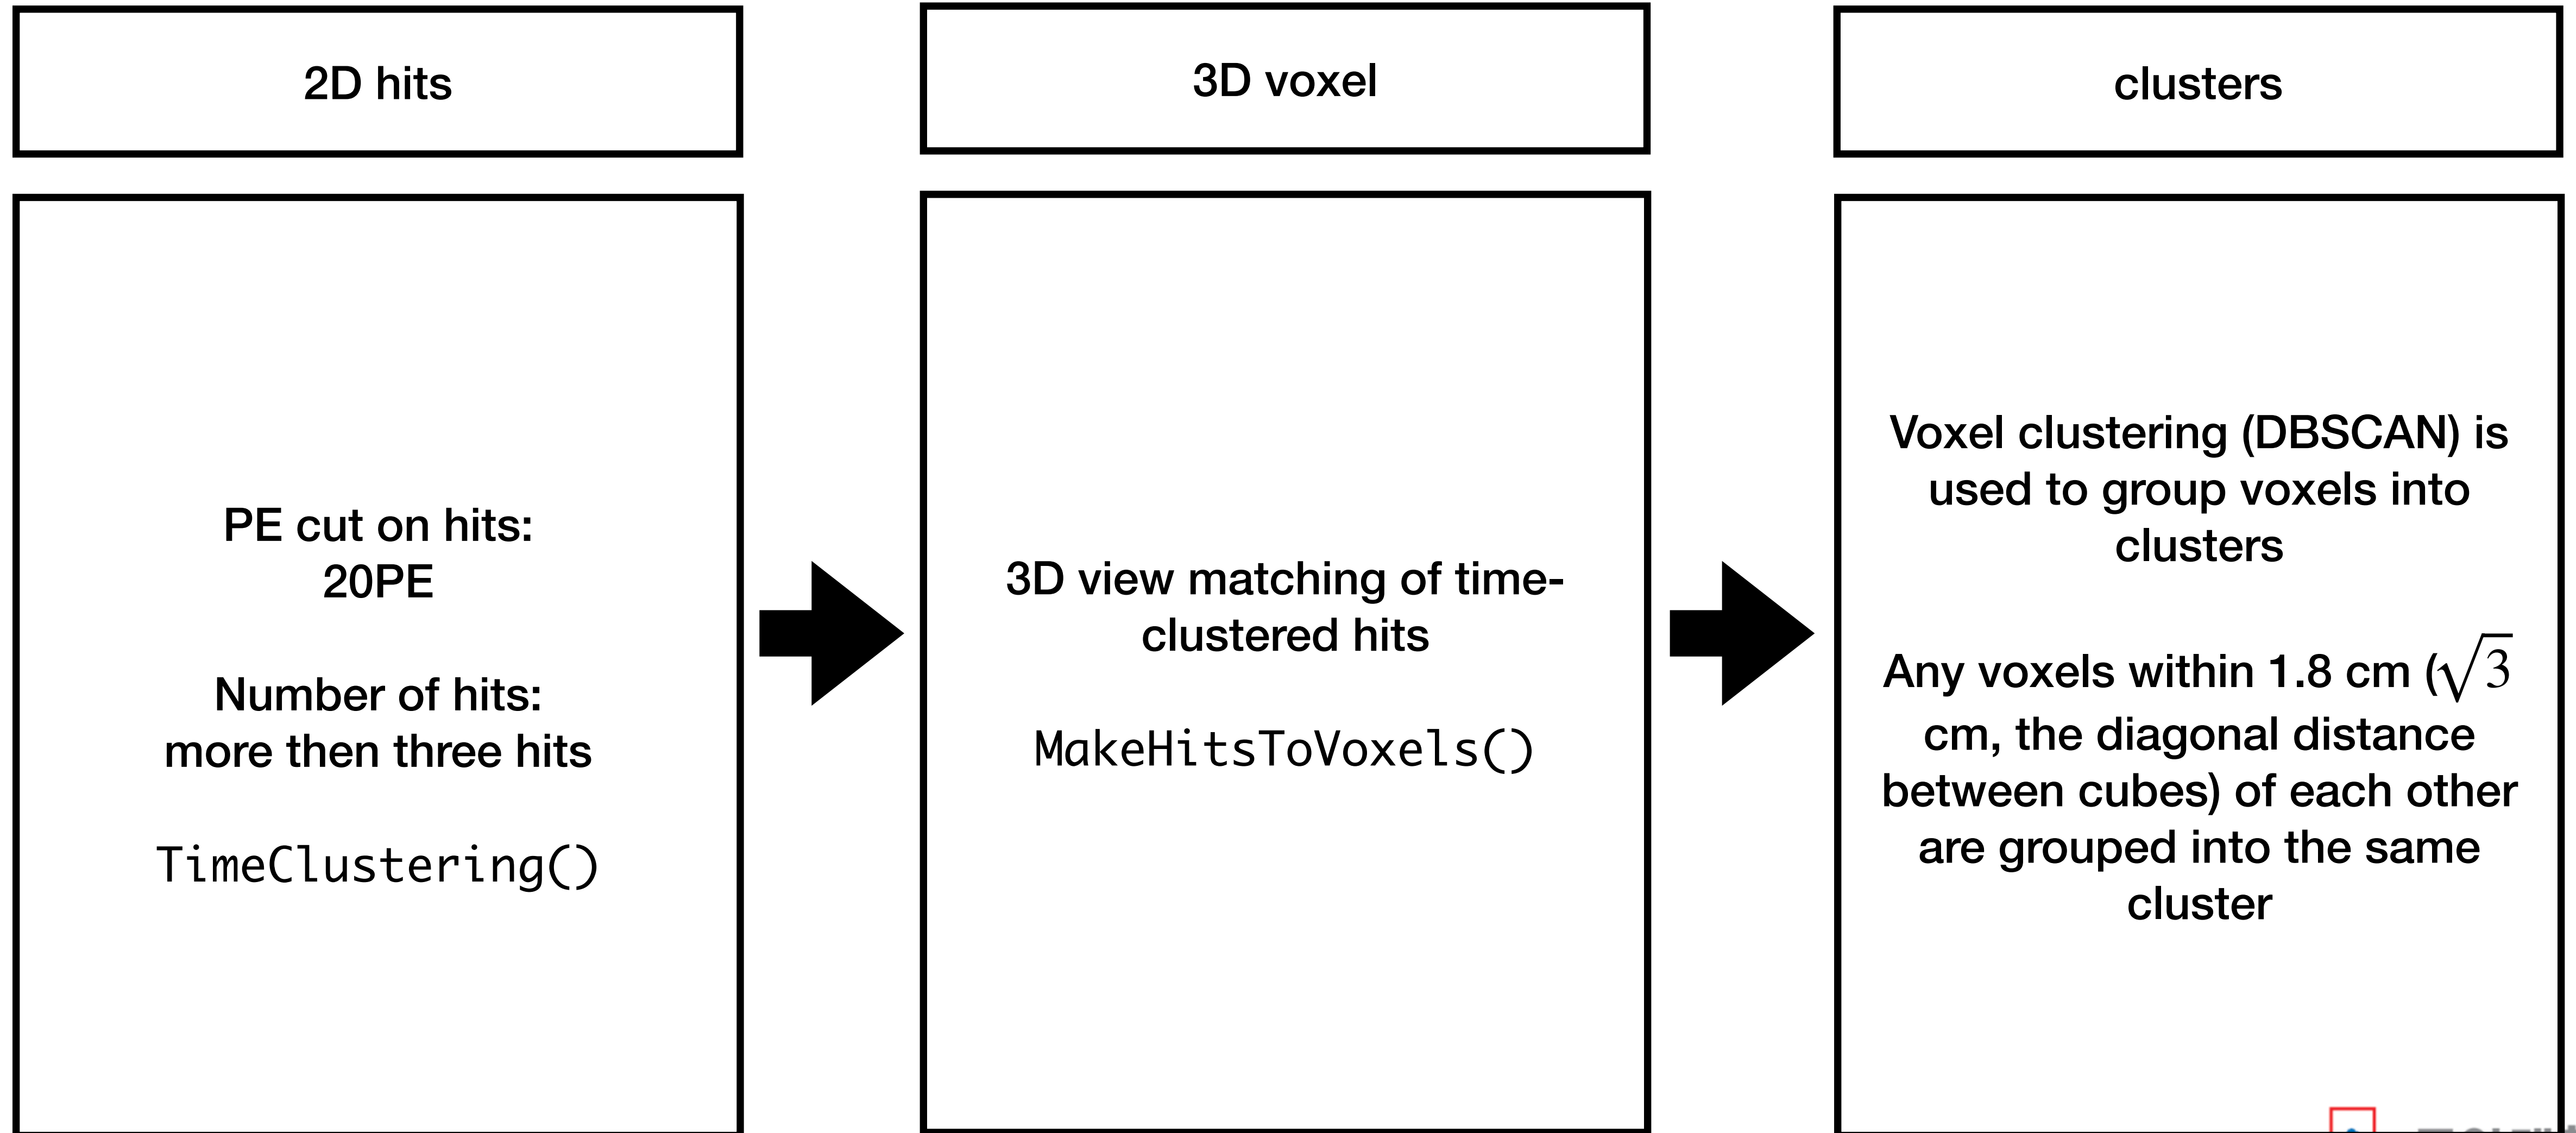 2D hits
3D voxel
clusters
PE cut on hits:
20PE
Number of hits:
more then three hits
TimeClustering()
3D view matching of time-
clustered hits
MakeHitsToVoxels()
Voxel clustering (DBSCAN) is
used to group voxels into
clusters
Any voxels within 1.8 cm (√3
cm, the diagonal distance
between cubes) of each other
are grouped into the same
cluster